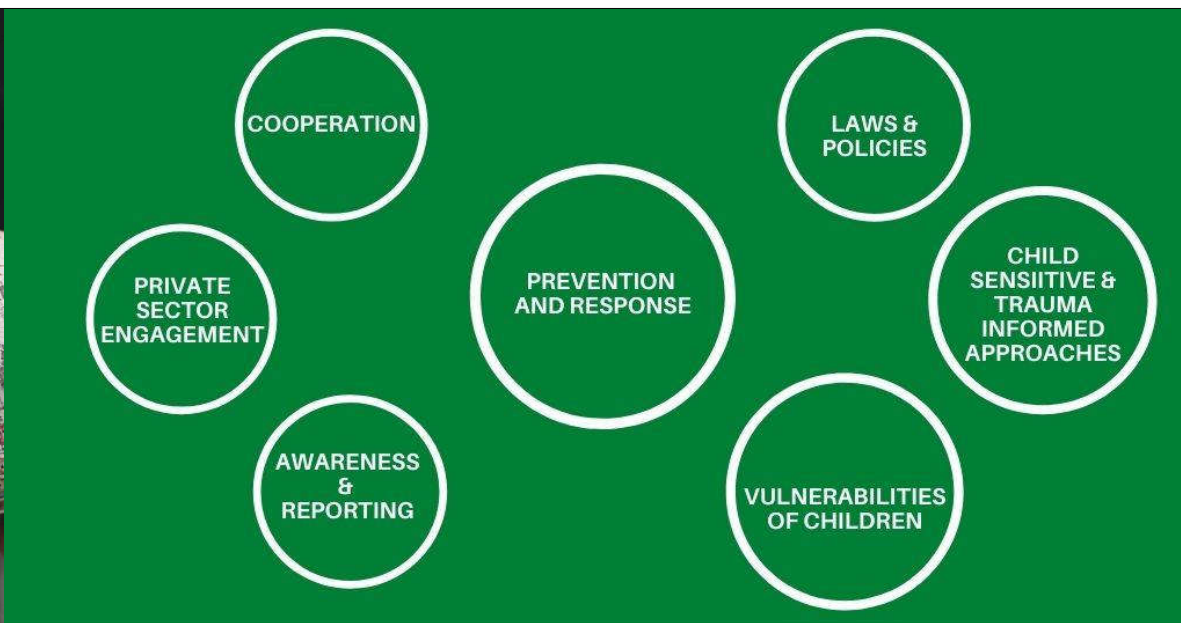 COOPERATION
LAWS &
POLICIES
PRIVATE
SECTOR
ENGAGEMENT
PREVENTION
AND RESPONSE
CHILD
SENSIITIVE &
TRAUMA
INFORMED
APPROACHES
AWARENESS
&
REPORTING
VULNERABILITIES
OF CHILDREN